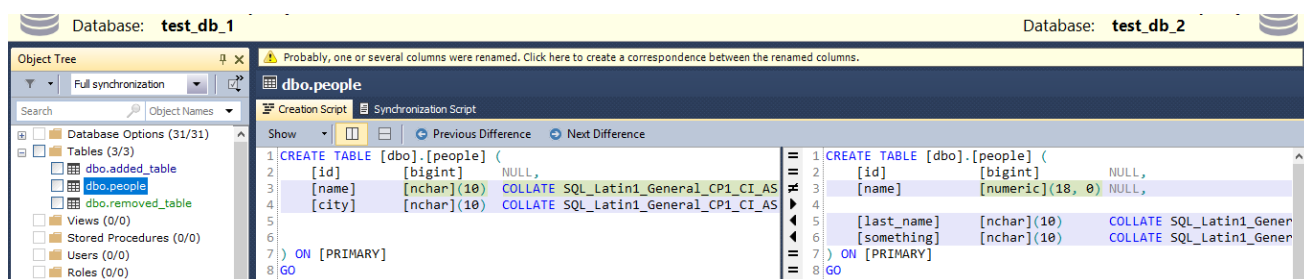 Database: test_db_1
Database: test_db_2
Object Tree
Probably, one or several columns were renamed. Click here to create a correspondence between the renamed columns.
Full synchronization
dbo.people
Search
Object Names
Creation Script
Synchronization Script
Database Options (31/31)
Show
Previous Difference
Next Difference
Tables (3/3)
dbo.added_table
dbo.people
dbo.removed_table
Views (0/0)
Stored Procedures (0/0)
Users (0/0)
Roles (0/0)
1 CREATE TABLE [dbo].[people] (
2 [id] [bigint] NULL,
3 [name] [nchar](10) COLLATE SQL_Latin1_General_CP1_CI_AS
4 [city] [nchar](10) COLLATE SQL_Latin1_General_CP1_CI_AS
5
6
7 ) ON [PRIMARY]
8 GO
= 1 CREATE TABLE [dbo].[people] (
= 2 [id] [bigint] NULL,
≠ 3 [name] [numeric](18, 0) NULL,
4
5 [last_name] [nchar](10) COLLATE SQL_Latin1_Gener
6 [something] [nchar](10) COLLATE SQL_Latin1_Gener
= 7 ) ON [PRIMARY]
= 8 GO